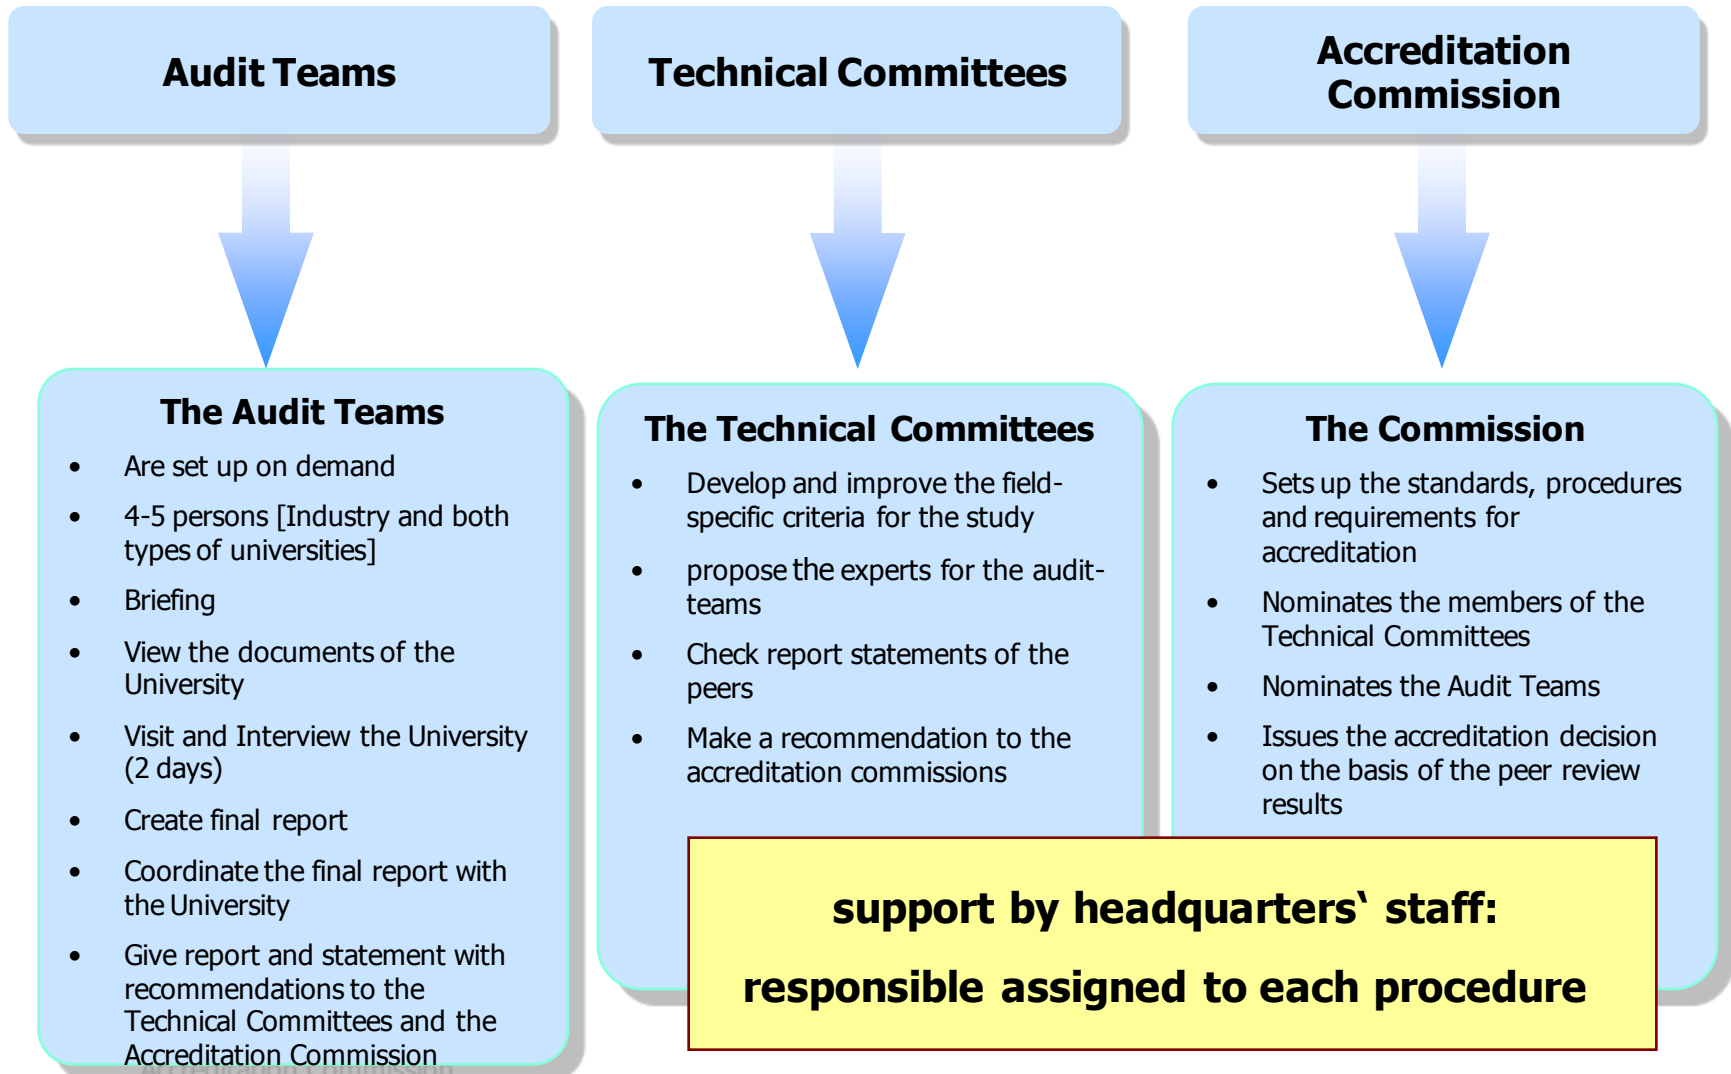 Audit Teams
Technical Committees
Accreditation
Commission
The Audit Teams
• Are set up on demand
• 4-5 persons [Industry and both
types of universities]
• Briefing
• View the documents of the
University
• Visit and Interview the University
(2 days)
• Create final report
• Coordinate the final report with
the University
• Give report and statement with
recommendations to the
Technical Committees and the
Accreditation Commission
The Technical Committees
• Develop and improve the field-
specific criteria for the study
• propose the experts for the audit-
teams
• Check report statements of the
peers
• Make a recommendation to the
accreditation commissions
The Commission
• Sets up the standards, procedures
and requirements for
accreditation
• Nominates the members of the
Technical Committees
• Nominates the Audit Teams
• Issues the accreditation decision
on the basis of the peer review
results
support by headquarters‘ staff:
responsible assigned to each procedure